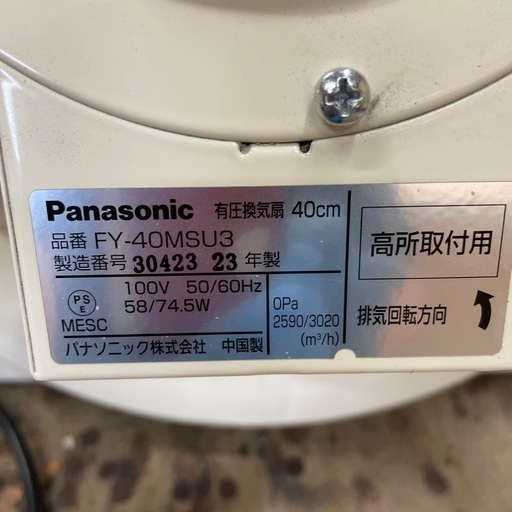 Panasonic 有圧換気扇 40cm
品番 FY-40MSU3
製造番号 30423 23 年製
100V 50/60Hz
58/74.5W
PS
E
MESC
0Pa
2590/3020
(m³/h)
パナソニック株式会社 中国製
高所取付用
排気回転方向